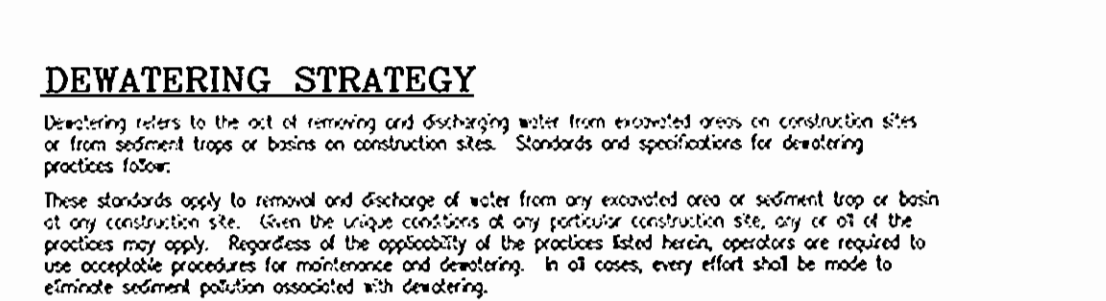 DEWATERING STRATEGY
Dewatering refers to the act of removing and discharging water from excavated areas on construction sites
or from sediment traps or basins on construction sites. Standards and specifications for dewatering
practices follow:
These standards apply to removal and discharge of water from any excavated area or sediment trap or basin
at any construction site. Given the unique conditions at any particular construction site, any or all of the
practices may apply. Regardless of the applicability of the practices listed herein, operators are required to
use acceptable procedures for maintenance and dewatering. In all cases, every effort shall be made to
eliminate sediment pollution associated with dewatering.